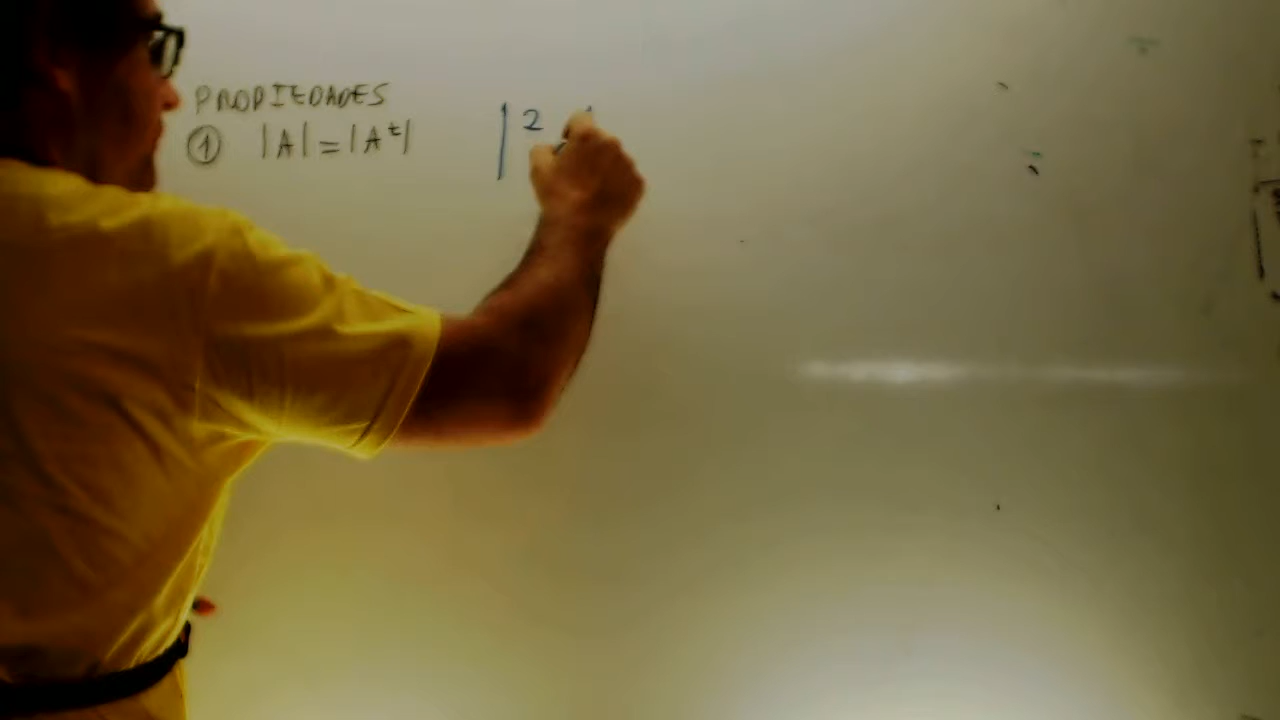 PROPIEDADES
① |A| = |Aᵗ|
| 2